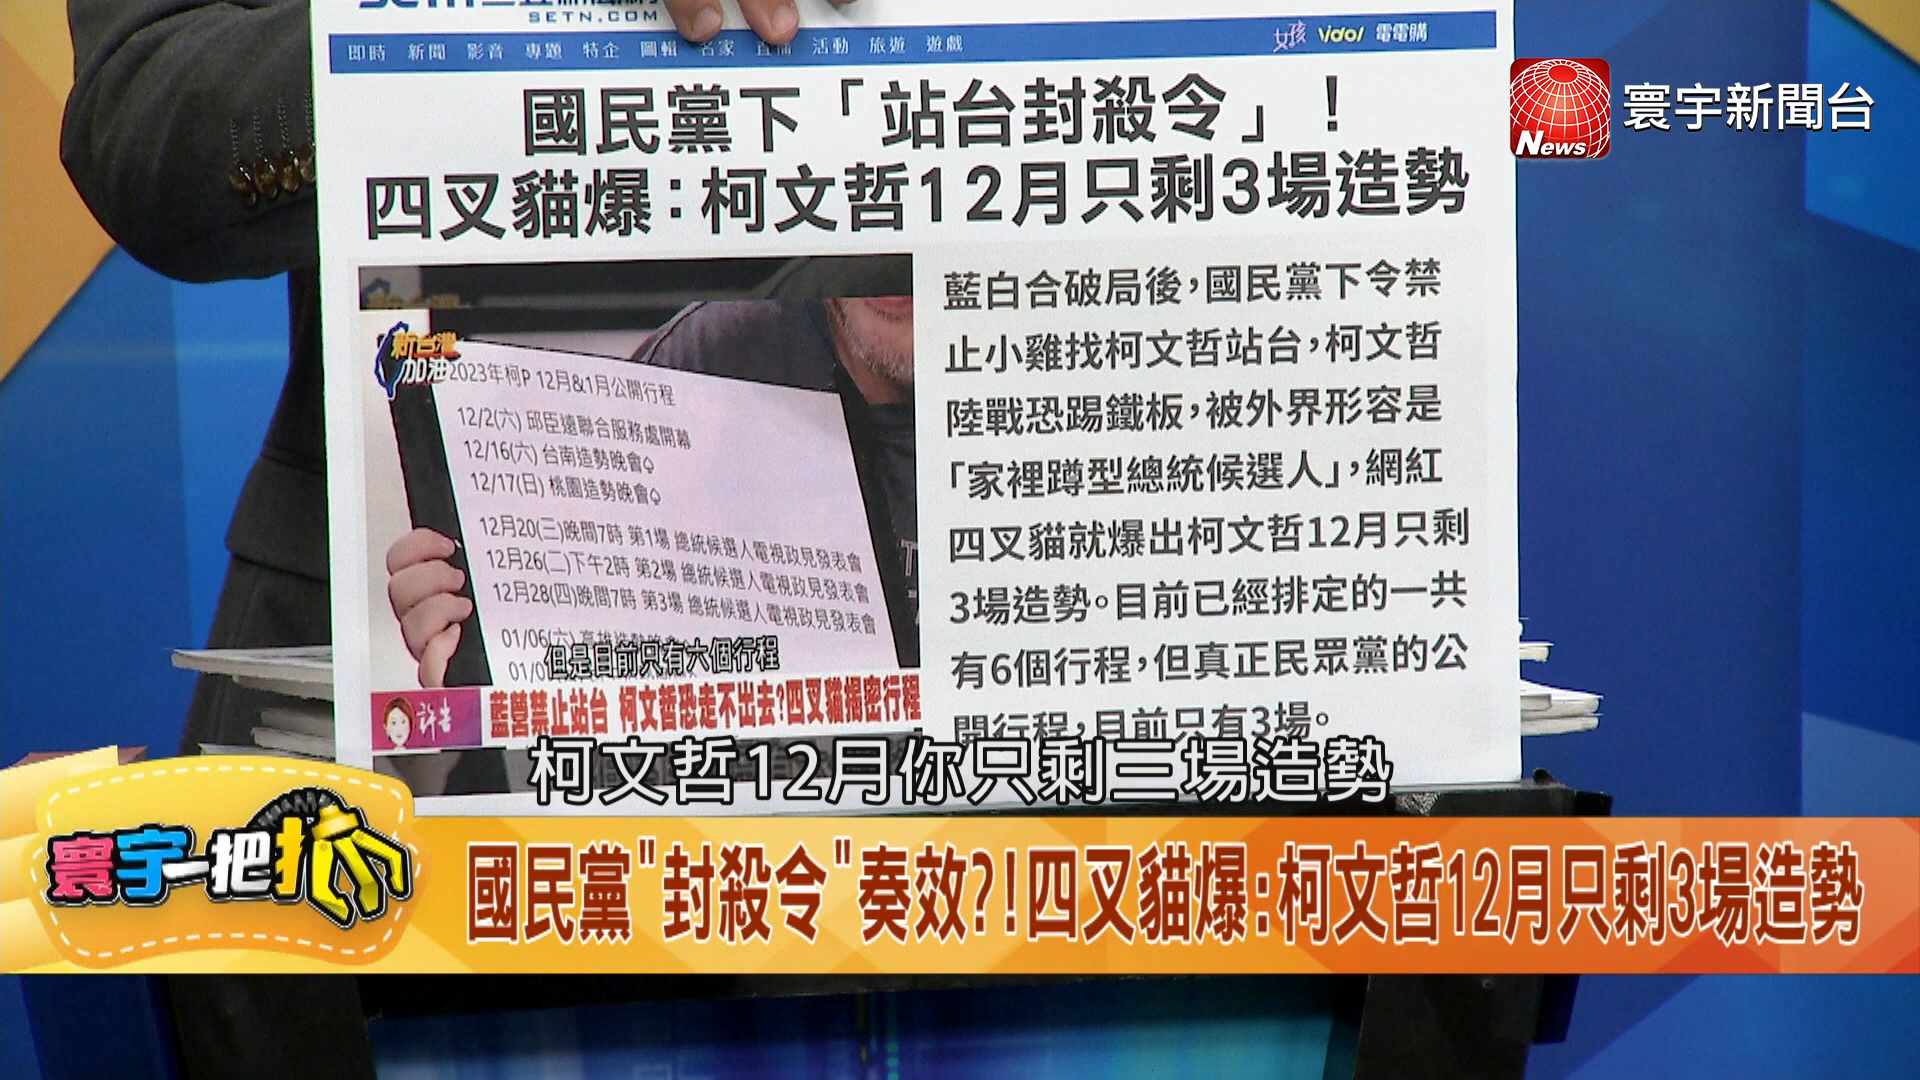 SETN.COM
即時 新聞 影音 專題 特企 圖輯 名家 直播 活動 旅遊 遊戲
女孩 Vidol 電電購
國民黨下「站台封殺令」！
四叉貓爆：柯文哲12月只剩3場造勢
寰宇新聞台
News
藍白合破局後，國民黨下令禁
止小雞找柯文哲站台，柯文哲
陸戰恐踢鐵板，被外界形容是
「家裡蹲型總統候選人」，網紅
四叉貓就爆出柯文哲12月只剩
3場造勢。目前已經排定的一共
有6個行程，但真正民眾黨的公
開行程，目前只有3場。
新台灣
加油
2023年柯P 12月&1月公開行程
12/2(六) 邱臣遠聯合服務處開幕
12/16(六) 台南造勢晚會
12/17(日) 桃園造勢晚會
12月20(三)晚間7時 第1場 總統候選人電視政見發表會
12月26(二)下午2時 第2場 總統候選人電視政見發表會
12月28(四)晚間7時 第3場 總統候選人電視政見發表會
01/06(六) 高雄造勢晚會
但是目前只有六個行程
藍營禁止站台 柯文哲恐走不出去?四叉貓揭密行程
柯文哲12月你只剩三場造勢
寰宇一把抓
國民黨"封殺令"奏效?!四叉貓爆:柯文哲12月只剩3場造勢